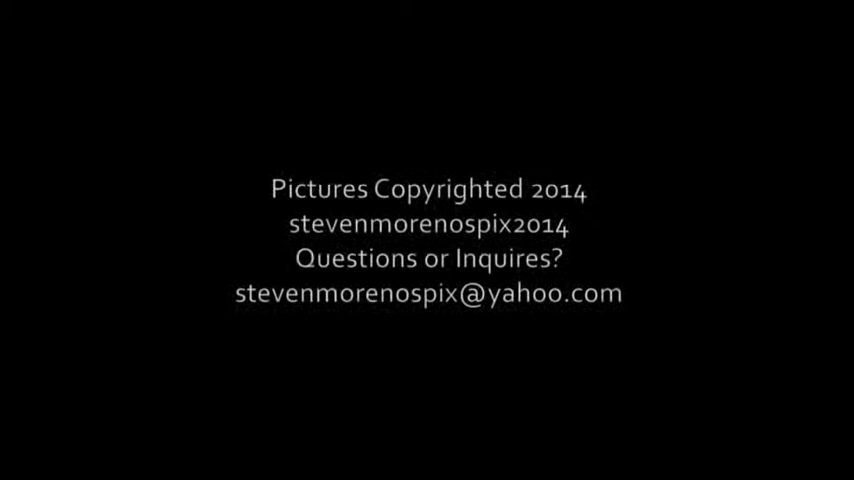 Pictures Copyrighted 2014
stevenmorenospix2014
Questions or Inquires?
stevenmorenospix@yahoo.com